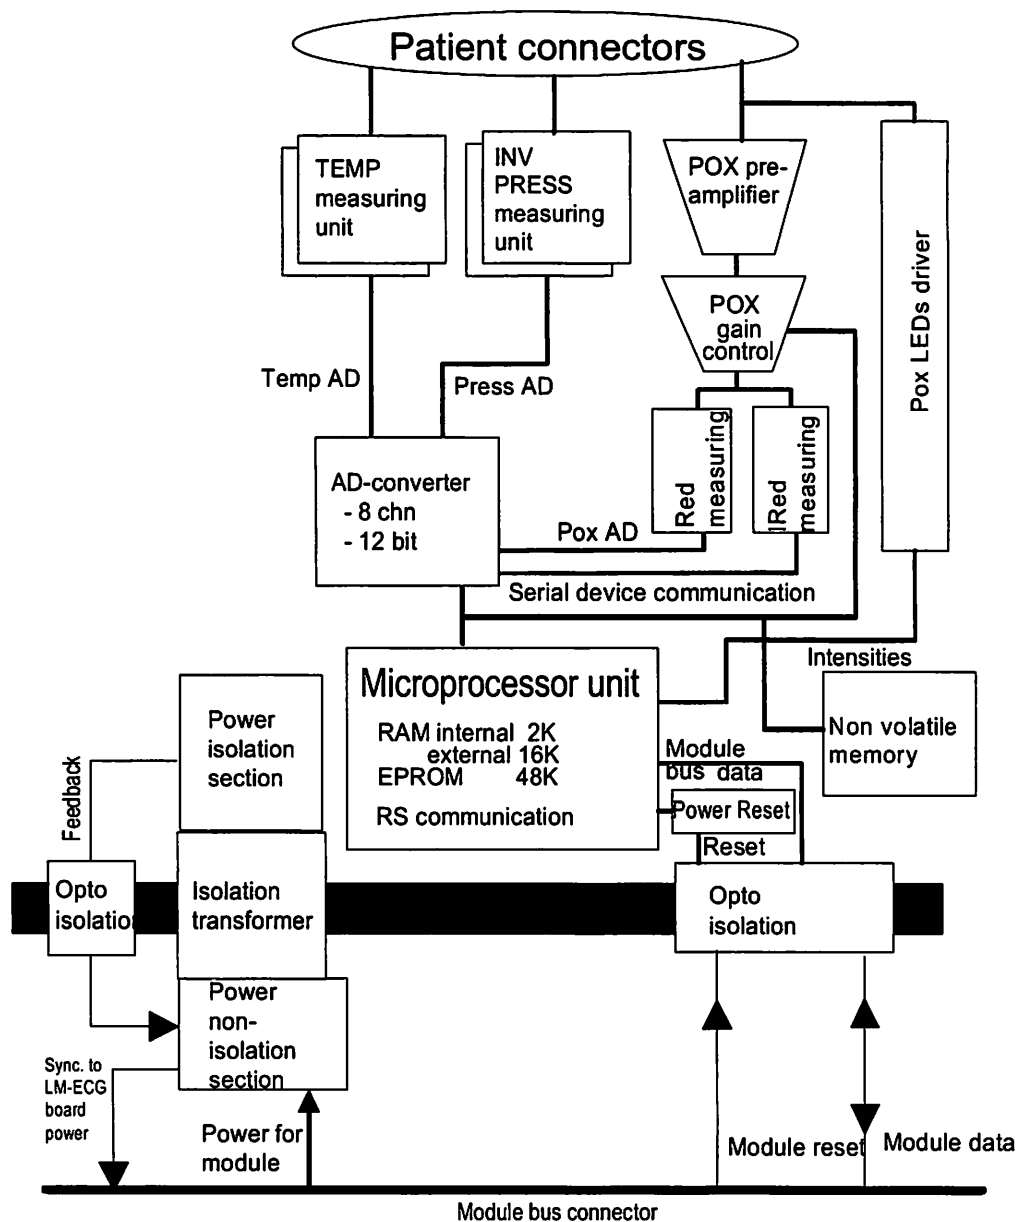 Patient connectors
TEMP
measuring
unit
INV
PRESS
measuring
unit
POX pre-
amplifier
Pox LEDs driver
POX
gain
control
Temp AD
Press AD
Red
measuring
IRed
measuring
AD-converter
- 8 chn
- 12 bit
Pox AD
Serial device communication
Intensities
Microprocessor unit
RAM internal 2K
external 16K
EPROM 48K
RS communication
Module
bus data
Non volatile
memory
Power Reset
Reset
Power
isolation
section
Feedback
Opto
isolatio
Isolation
transformer
Opto
isolation
Power
non-
isolation
section
Sync. to
LM-ECG
board
power
Power for
module
Module reset
Module data
Module bus connector